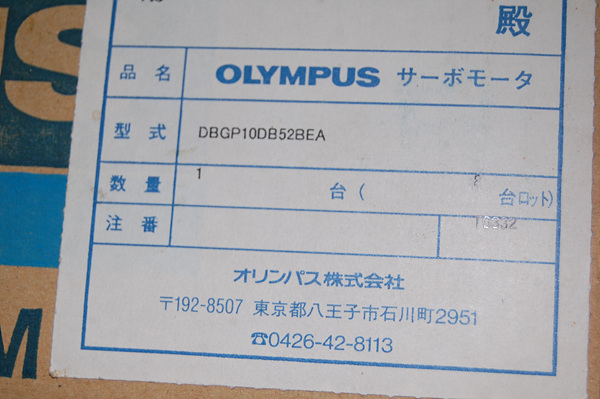 殿
品名 OLYMPUS サーボモータ
型式 DBGP10DB52BEA
数量 1 台( 台ロット)
注番
オリンパス株式会社
〒192-8507 東京都八王子市石川町2951
☎0426-42-8113